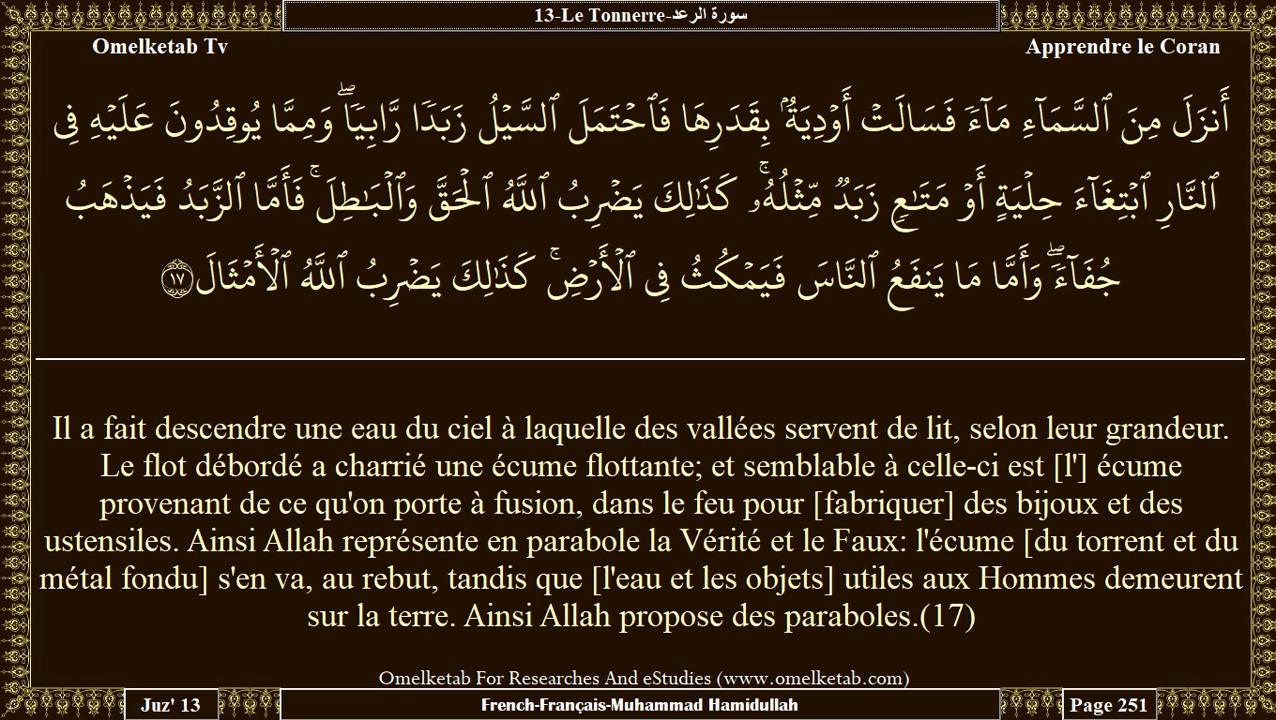 13-Le Tonnerre-سورة الرعد
Omelketab Tv
Apprendre le Coran
أَنزَلَ مِنَ ٱلسَّمَآءِ مَآءً فَسَالَتْ أَوْدِيَةٌۢ بِقَدَرِهَا فَٱحْتَمَلَ ٱلسَّيْلُ زَبَدًا رَّابِيًا ۖ وَمِمَّا يُوقِدُونَ عَلَيْهِ فِى
ٱلنَّارِ ٱبْتِغَآءَ حِلْيَةٍ أَوْ مَتَـٰعٍ زَبَدٌ مِّثْلُهُۥ ۚ كَذَٰلِكَ يَضْرِبُ ٱللَّهُ ٱلْحَقَّ وَٱلْبَـٰطِلَ ۚ فَأَمَّا ٱلزَّبَدُ فَيَذْهَبُ
جُفَآءً ۖ وَأَمَّا مَا يَنفَعُ ٱلنَّاسَ فَيَمْكُثُ فِى ٱلْأَرْضِ ۚ كَذَٰلِكَ يَضْرِبُ ٱللَّهُ ٱلْأَمْثَالَ ١٧
Il a fait descendre une eau du ciel à laquelle des vallées servent de lit, selon leur grandeur.
Le flot débordé a charrié une écume flottante; et semblable à celle-ci est [l'] écume
provenant de ce qu'on porte à fusion, dans le feu pour [fabriquer] des bijoux et des
ustensiles. Ainsi Allah représente en parabole la Vérité et le Faux: l'écume [du torrent et du
métal fondu] s'en va, au rebut, tandis que [l'eau et les objets] utiles aux Hommes demeurent
sur la terre. Ainsi Allah propose des paraboles.(17)
Omelketab For Researches And eStudies (www.omelketab.com)
Juz' 13
French-Français-Muhammad Hamidullah
Page 251